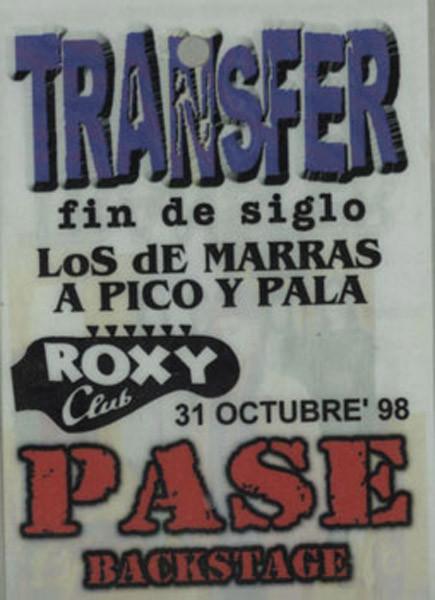 TRANSFER
fin de siglo
LoS dE MARRAS
A PICO Y PALA
ROXY
Club
31 OCTUBRE' 98
PASE
BACKSTAGE